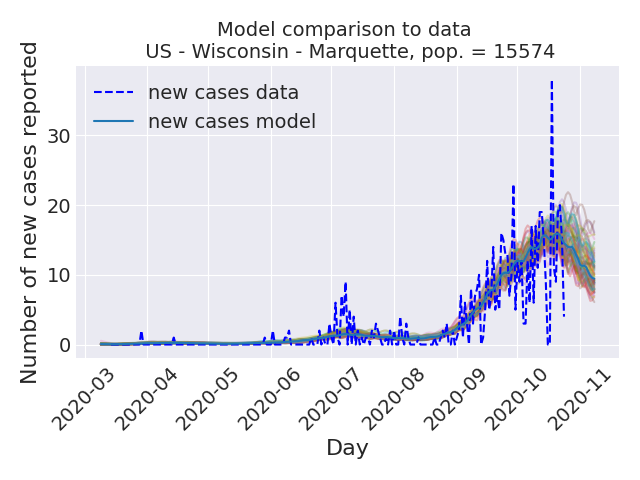 Model comparison to data
US - Wisconsin - Marquette, pop. = 15574
Number of new cases reported
new cases data
new cases model
30
20
10
0
2020-03
2020-04
2020-05
2020-06
2020-07
2020-08
2020-09
2020-10
2020-11
Day